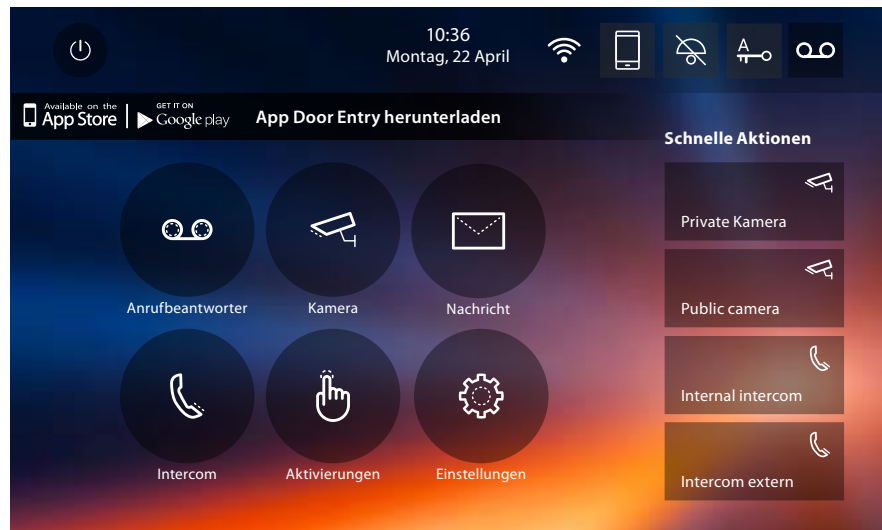 10:36
Montag, 22 April
A
Available on the
App Store
GET IT ON
Google play
App Door Entry herunterladen
Schnelle Aktionen
Private Kamera
Public camera
Internal intercom
Intercom extern
Anrufbeantworter
Kamera
Nachricht
Intercom
Aktivierungen
Einstellungen